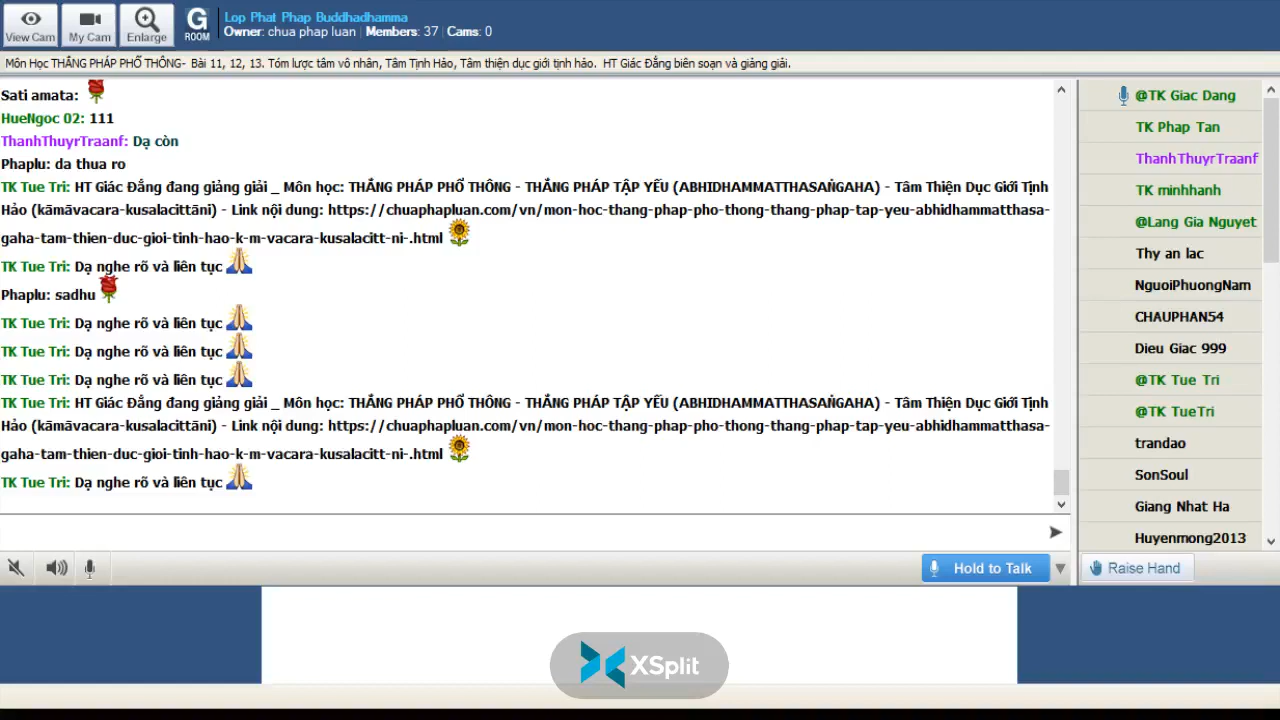 View Cam
My Cam
Enlarge
G
ROOM
Lop Phat Phap Buddhadhamma
Owner: chua phap luan | Members: 37 | Cams: 0
Môn Học THẮNG PHÁP PHỔ THÔNG- Bài 11, 12, 13. Tóm lược tâm vô nhân, Tâm Tịnh Hảo, Tâm thiện dục giới tịnh hảo. HT Giác Đẳng biên soạn và giảng giải.
Sati amata:
HueNgoc 02: 111
ThanhThuyrTraanf: Dạ còn
Phaplu: da thua ro
TK Tue Tri: HT Giác Đẳng đang giảng giải _ Môn học: THẮNG PHÁP PHỔ THÔNG - THẮNG PHÁP TẬP YẾU (ABHIDHAMMATTHASAṄGAHA) - Tâm Thiện Dục Giới Tịnh
Hảo (kāmāvacara-kusalacittāni) - Link nội dung: https://chuaphapluan.com/vn/mon-hoc-thang-phap-pho-thong-thang-phap-tap-yeu-abhidhammatthasa-
gaha-tam-thien-duc-gioi-tinh-hao-k-m-vacara-kusalacitt-ni-.html
TK Tue Tri: Dạ nghe rõ và liên tục
Phaplu: sadhu
TK Tue Tri: Dạ nghe rõ và liên tục
TK Tue Tri: Dạ nghe rõ và liên tục
TK Tue Tri: Dạ nghe rõ và liên tục
TK Tue Tri: HT Giác Đẳng đang giảng giải _ Môn học: THẮNG PHÁP PHỔ THÔNG - THẮNG PHÁP TẬP YẾU (ABHIDHAMMATTHASAṄGAHA) - Tâm Thiện Dục Giới Tịnh
Hảo (kāmāvacara-kusalacittāni) - Link nội dung: https://chuaphapluan.com/vn/mon-hoc-thang-phap-pho-thong-thang-phap-tap-yeu-abhidhammatthasa-
gaha-tam-thien-duc-gioi-tinh-hao-k-m-vacara-kusalacitt-ni-.html
TK Tue Tri: Dạ nghe rõ và liên tục
@TK Giac Dang
TK Phap Tan
ThanhThuyrTraanf
TK minhhanh
@Lang Gia Nguyet
Thy an lac
NguoiPhuongNam
CHAUPHAN54
Dieu Giac 999
@TK Tue Tri
@TK TueTri
trandao
SonSoul
Giang Nhat Ha
Huyenmong2013
Hold to Talk
Raise Hand
XSplit